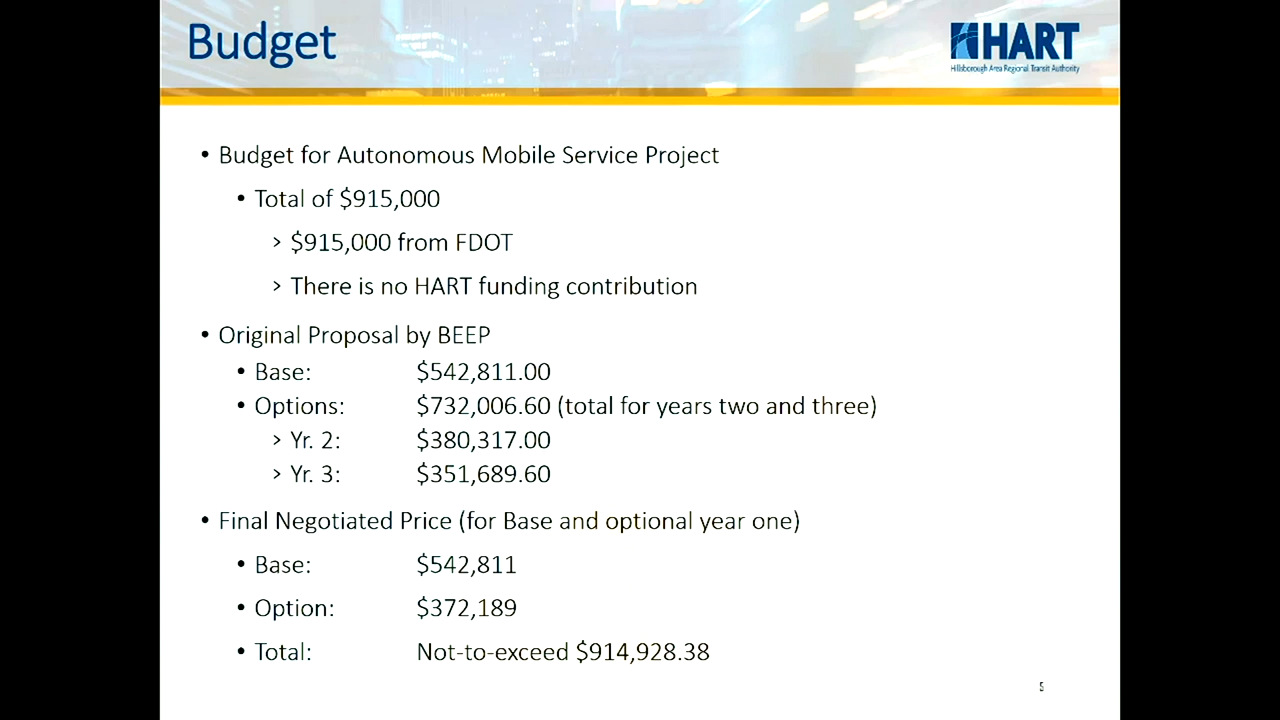 Budget
HART
Hillsborough Area Regional Transit Authority
• Budget for Autonomous Mobile Service Project
• Total of $915,000
> $915,000 from FDOT
> There is no HART funding contribution
• Original Proposal by BEEP
• Base: $542,811.00
• Options: $732,006.60 (total for years two and three)
> Yr. 2: $380,317.00
> Yr. 3: $351,689.60
• Final Negotiated Price (for Base and optional year one)
• Base: $542,811
• Option: $372,189
• Total: Not-to-exceed $914,928.38
5